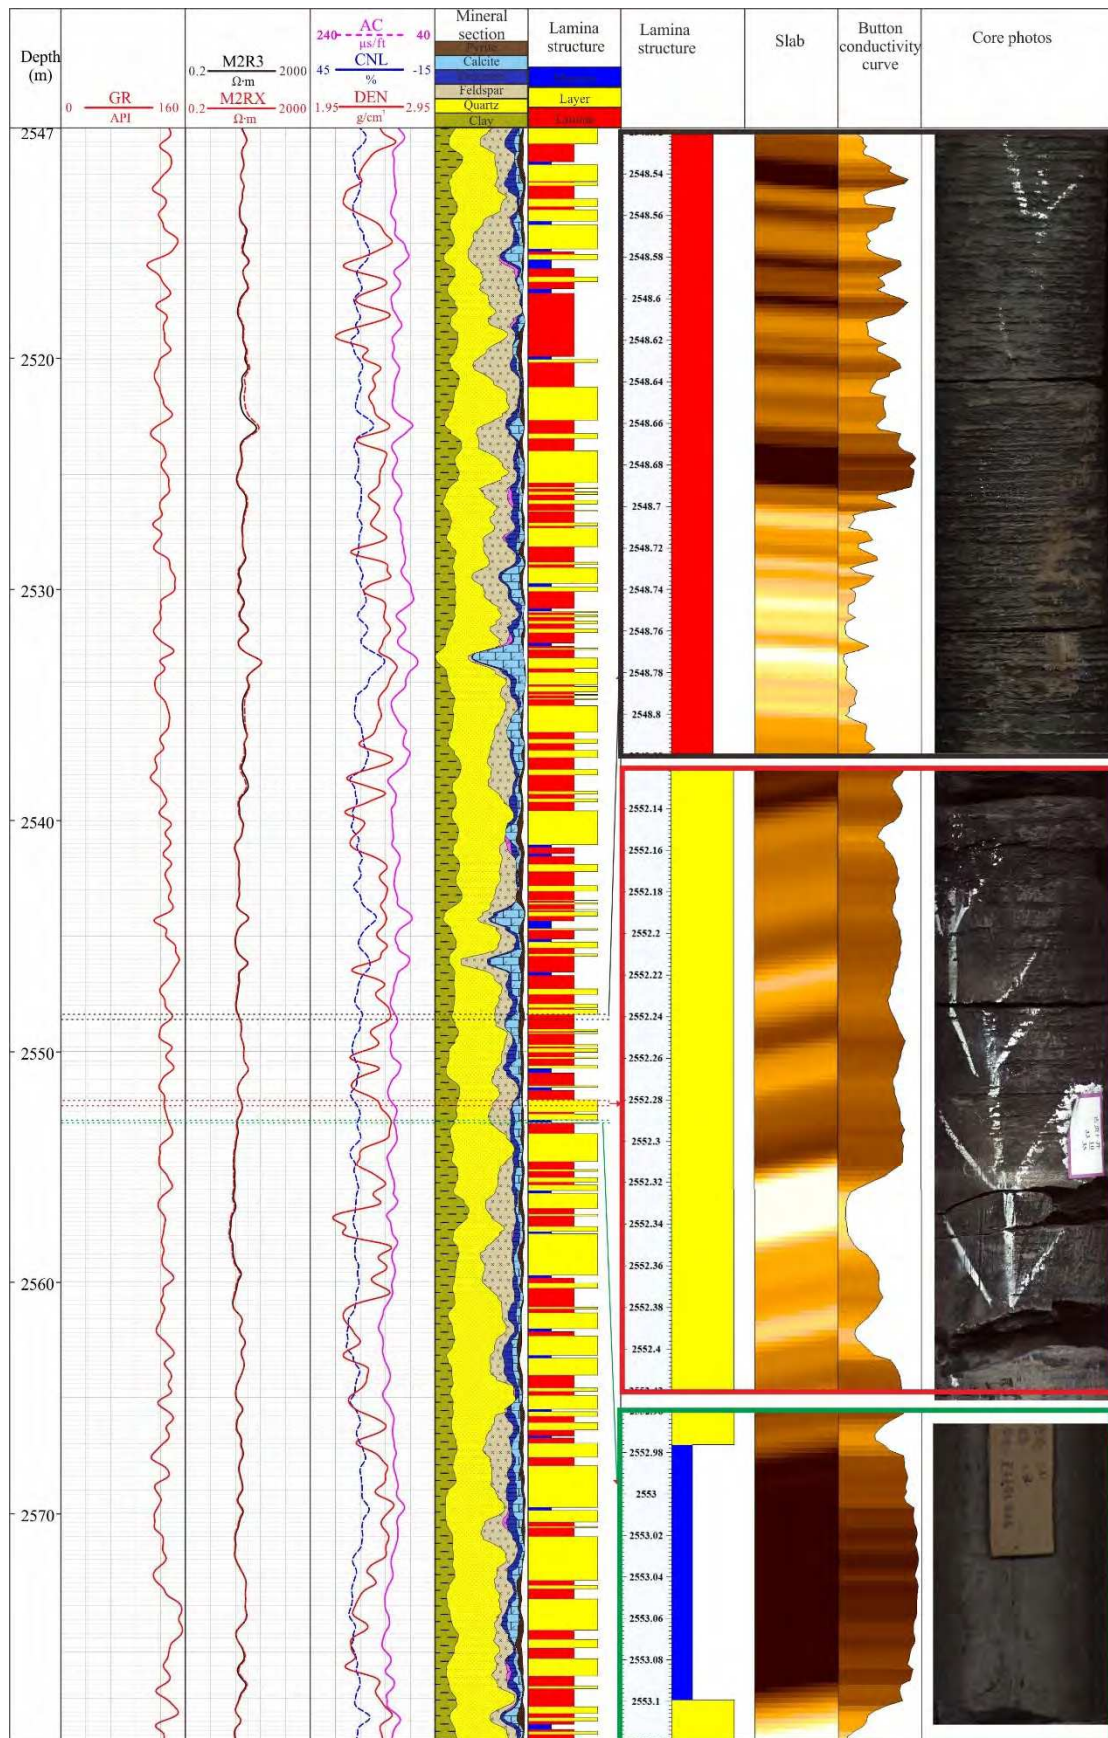 Depth
(m)
GR
0 160
API
M2R3
0.2 2000
Ω·m
M2RX
0.2 2000
Ω·m
AC
240 40
μs/ft
CNL
45 -15
%
DEN
1.95 2.95
g/cm³
Mineral
section
Pyrite
Calcite
Feldspar
Quartz
Clay
Lamina
structure
Layer
Lamina
structure
Slab
Button
conductivity
curve
Core photos
2547
2520
2530
2540
2550
2560
2570
2548.54
2548.56
2548.58
2548.6
2548.62
2548.64
2548.66
2548.68
2548.7
2548.72
2548.74
2548.76
2548.78
2548.8
2552.14
2552.16
2552.18
2552.2
2552.22
2552.24
2552.26
2552.28
2552.3
2552.32
2552.34
2552.36
2552.38
2552.4
2552.98
2553
2553.02
2553.04
2553.06
2553.08
2553.1